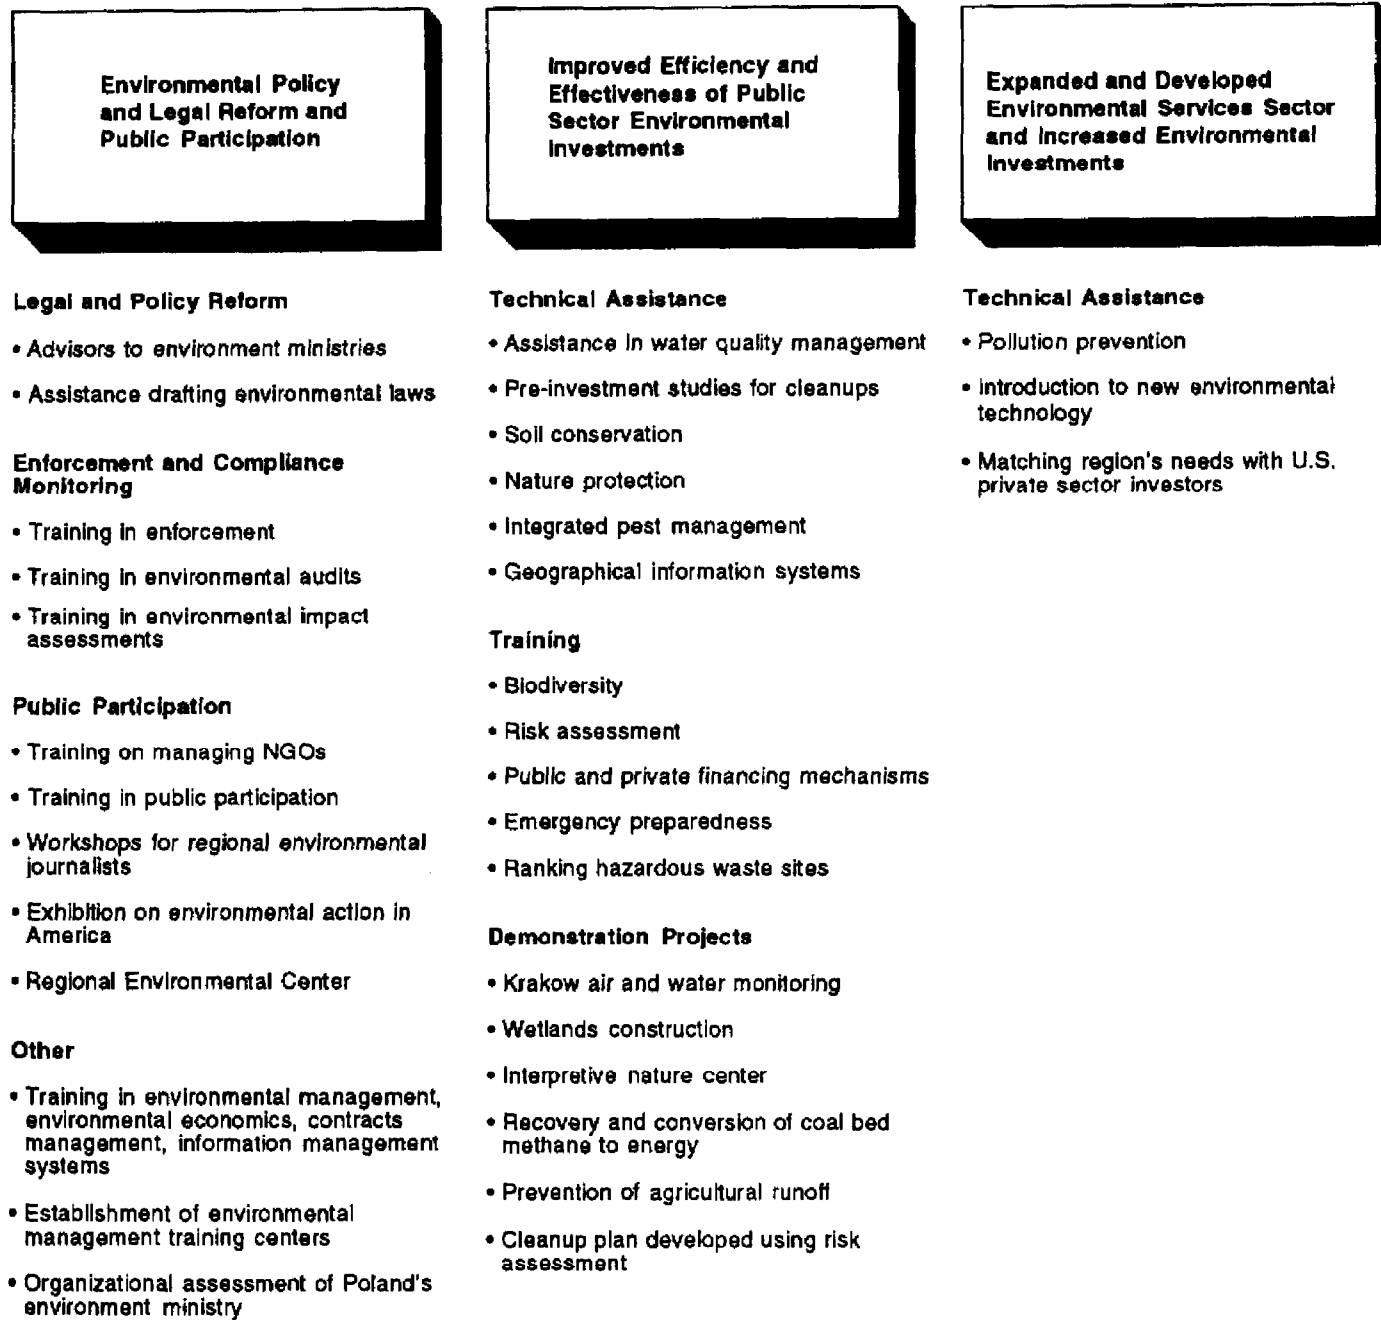 Environmental Policy
and Legal Reform and
Public Participation
Legal and Policy Reform
• Advisors to environment ministries
• Assistance drafting environmental laws
Enforcement and Compliance
Monitoring
• Training in enforcement
• Training in environmental audits
• Training in environmental impact
assessments
Public Participation
• Training on managing NGOs
• Training in public participation
• Workshops for regional environmental
journalists
• Exhibition on environmental action in
America
• Regional Environmental Center
Other
• Training in environmental management,
environmental economics, contracts
management, information management
systems
• Establishment of environmental
management training centers
• Organizational assessment of Poland's
environment ministry
Improved Efficiency and
Effectiveness of Public
Sector Environmental
Investments
Technical Assistance
• Assistance in water quality management
• Pre-investment studies for cleanups
• Soil conservation
• Nature protection
• Integrated pest management
• Geographical information systems
Training
• Biodiversity
• Risk assessment
• Public and private financing mechanisms
• Emergency preparedness
• Ranking hazardous waste sites
Demonstration Projects
• Krakow air and water monitoring
• Wetlands construction
• Interpretive nature center
• Recovery and conversion of coal bed
methane to energy
• Prevention of agricultural runoff
• Cleanup plan developed using risk
assessment
Expanded and Developed
Environmental Services Sector
and Increased Environmental
Investments
Technical Assistance
• Pollution prevention
• Introduction to new environmental
technology
• Matching region's needs with U.S.
private sector investors